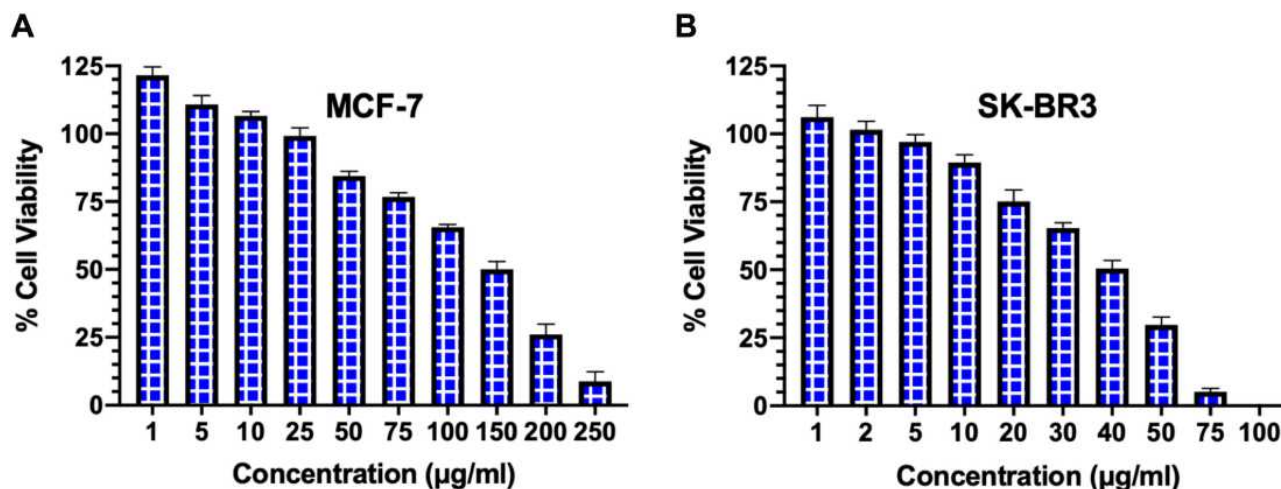 A
% Cell Viability
125
100
75
50
25
0
MCF-7
1 5 10 25 50 75 100 150 200 250
Concentration (µg/ml)
B
% Cell Viability
125
100
75
50
25
0
SK-BR3
1 2 5 10 20 30 40 50 75 100
Concentration (µg/ml)